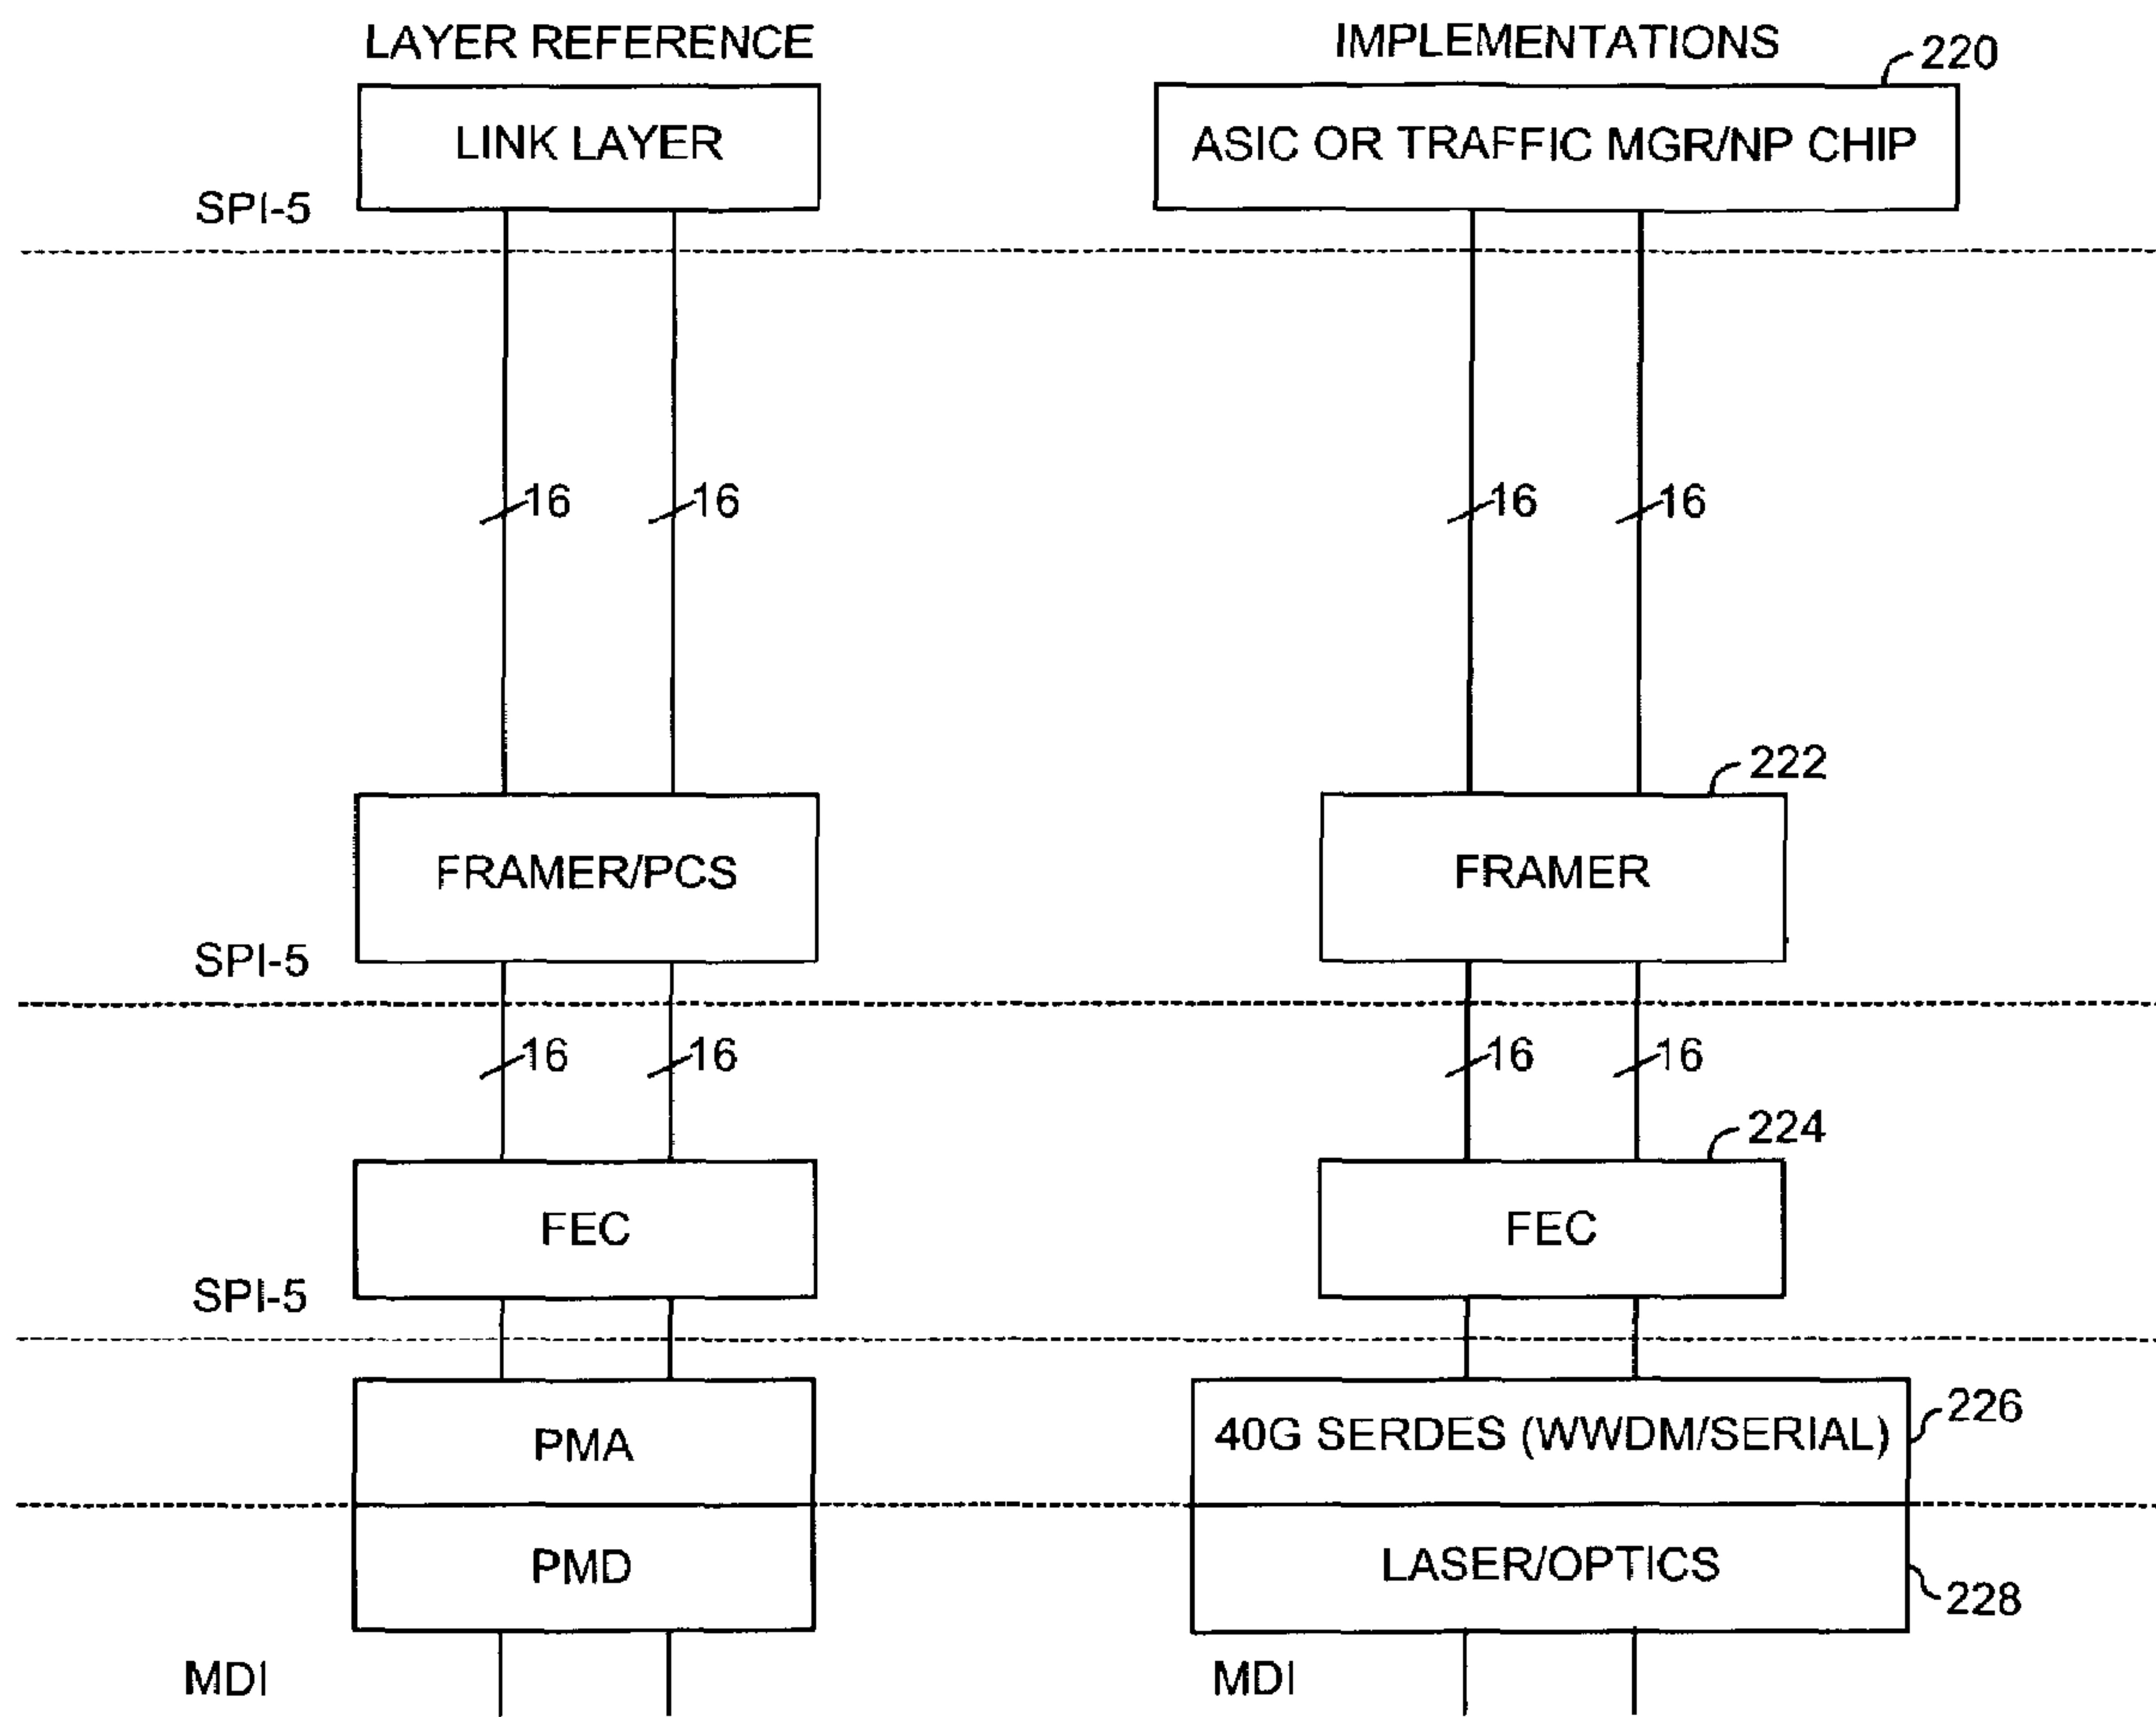 LAYER REFERENCE
IMPLEMENTATIONS
220
LINK LAYER
ASIC OR TRAFFIC MGR/NP CHIP
SPI-5
16
16
16
16
222
FRAMER/PCS
FRAMER
SPI-5
16
16
16
16
224
FEC
FEC
SPI-5
PMA
40G SERDES (WWDM/SERIAL)
226
PMD
LASER/OPTICS
228
MDI
MDI